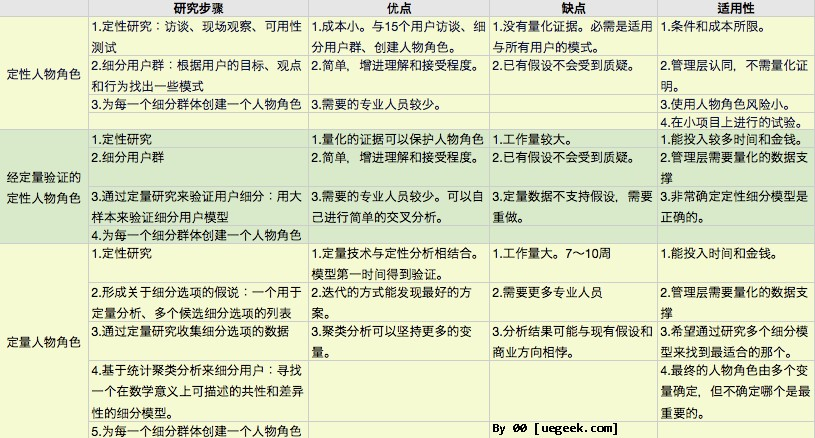 研究步骤 优点 缺点 适用性
定性人物角色
1.定性研究：访谈、现场观察、可用性
测试
1.成本小。与15个用户访谈、细
分用户群、创建人物角色。
1.没有量化证据。必需是适用
与所有用户的模式。
1.条件和成本所限。
2.细分用户群：根据用户的目标、观点
和行为找出一些模式
2.简单，增进理解和接受程度。
2.已有假设不会受到质疑。
2.管理层认同，不需量化证
明。
3.为每一个细分群体创建一个人物角色
3.需要的专业人员较少。
3.使用人物角色风险小。
4.在小项目上进行的试验。
经定量验证的
定性人物角色
1.定性研究
1.量化的证据可以保护人物角色
1.工作量较大。
1.能投入较多时间和金钱。
2.细分用户群
2.简单，增进理解和接受程度。
2.已有假设不会受到质疑。
2.管理层需要量化的数据支
撑
3.通过定量研究来验证用户细分：用大
样本来验证细分用户模型
3.需要的专业人员较少。可以自
己进行简单的交叉分析。
3.定量数据不支持假设，需要
重做。
3.非常确定定性细分模型是
正确的。
4.为每一个细分群体创建一个人物角色
定量人物角色
1.定性研究
1.定量技术与定性分析相结合。
模型第一时间得到验证。
1.工作量大。7～10周
1.能投入时间和金钱。
2.形成关于细分选项的假说：一个用于
定量分析、多个候选细分选项的列表
2.迭代的方式能发现最好的方
案。
2.需要更多专业人员
2.管理层需要量化的数据支
撑
3.通过定量研究收集细分选项的数据
3.聚类分析可以坚持更多的变
量。
3.分析结果可能与现有假设和
商业方向相悖。
3.希望通过研究多个细分模
型来找到最适合的那个。
4.基于统计聚类分析来细分用户：寻找
一个在数学意义上可描述的共性和差异
性的细分模型。
4.最终的人物角色由多个变
量确定，但不确定哪个是最
重要的。
5.为每一个细分群体创建一个人物角色
By 00 [uegeek.com]